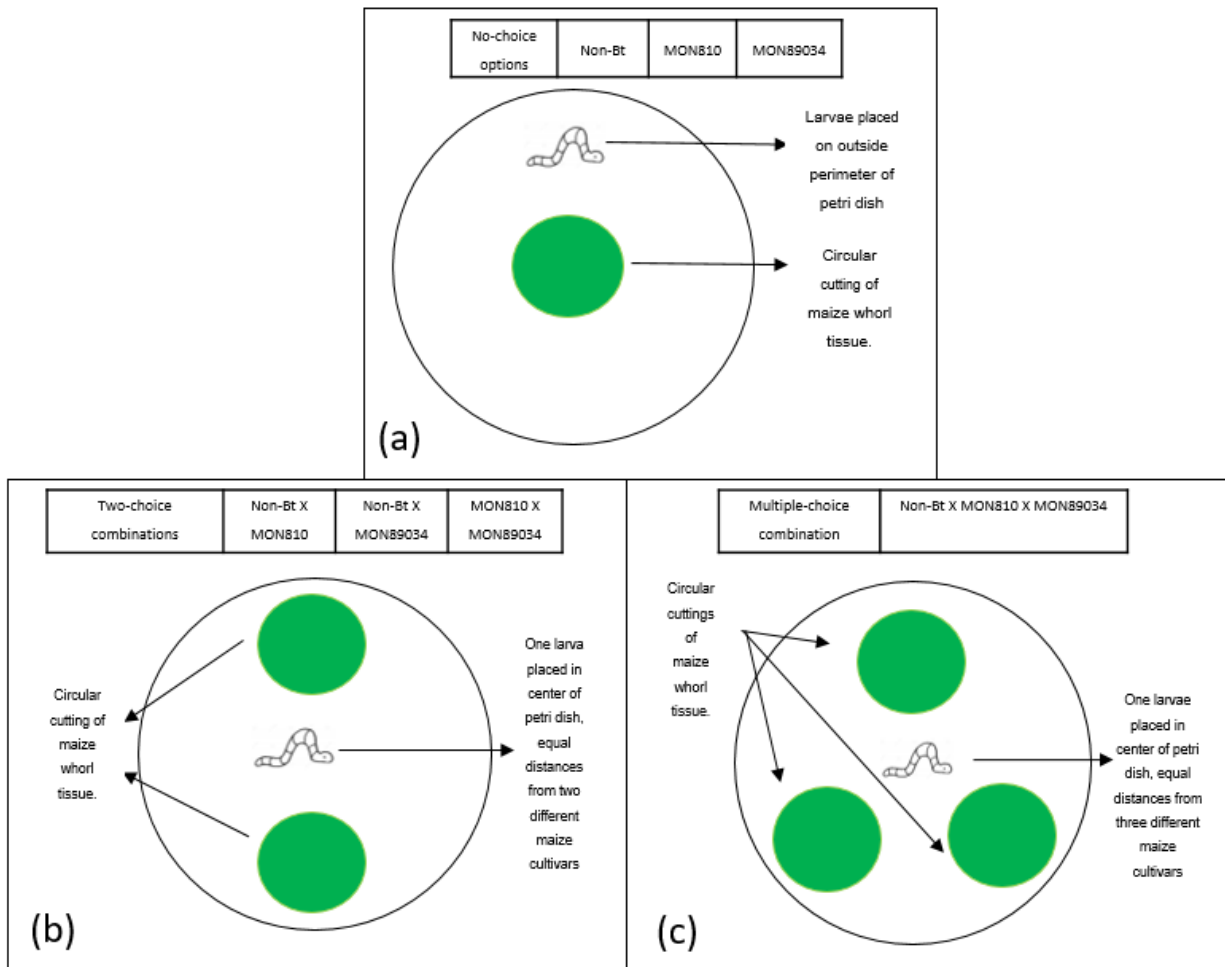 No-choice
options
Non-Bt
MON810
MON89034
Larvae placed
on outside
perimeter of
petri dish
Circular
cutting of
maize whorl
tissue.
(a)
Two-choice
combinations
Non-Bt X
MON810
Non-Bt X
MON89034
MON810 X
MON89034
Circular
cutting of
maize
whorl
tissue.
One larva
placed in
center of
petri dish,
equal
distances
from two
different
maize
cultivars
(b)
Multiple-choice
combination
Non-Bt X MON810 X MON89034
Circular
cuttings
of
maize
whorl
tissue.
One larvae
placed in
center of petri
dish, equal
distances from
three different
maize
cultivars
(c)